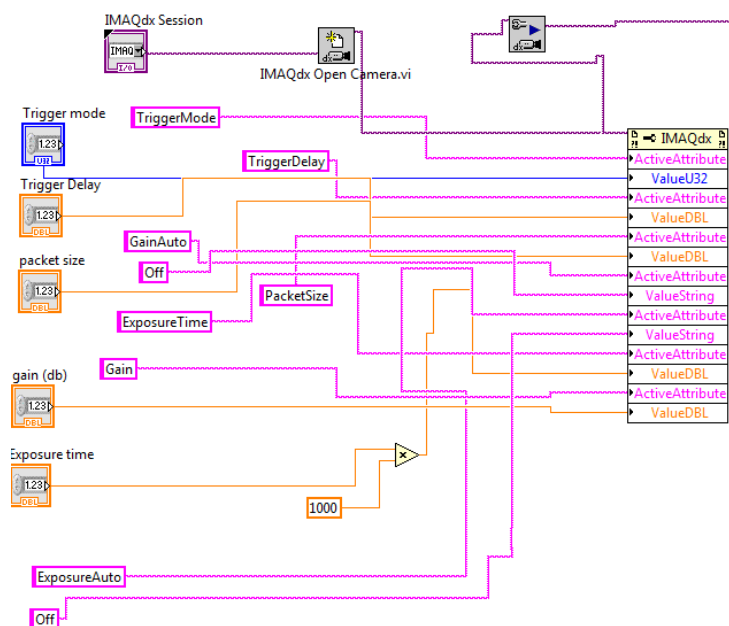 IMAQdx Session
IMAQ
I/O
IMAQdx Open Camera.vi
dx
dx
Trigger mode
1.23
U32
TriggerMode
IMAQdx
ActiveAttribute
TriggerDelay
ValueU32
Trigger Delay
1.23
DBL
ActiveAttribute
ValueDBL
GainAuto
ActiveAttribute
Off
ValueDBL
packet size
1.23
DBL
PacketSize
ActiveAttribute
ValueString
ExposureTime
ActiveAttribute
ValueString
Gain
ActiveAttribute
gain (db)
1.23
DBL
ValueDBL
ActiveAttribute
ValueDBL
Exposure time
1.23
DBL
×
1000
ExposureAuto
Off